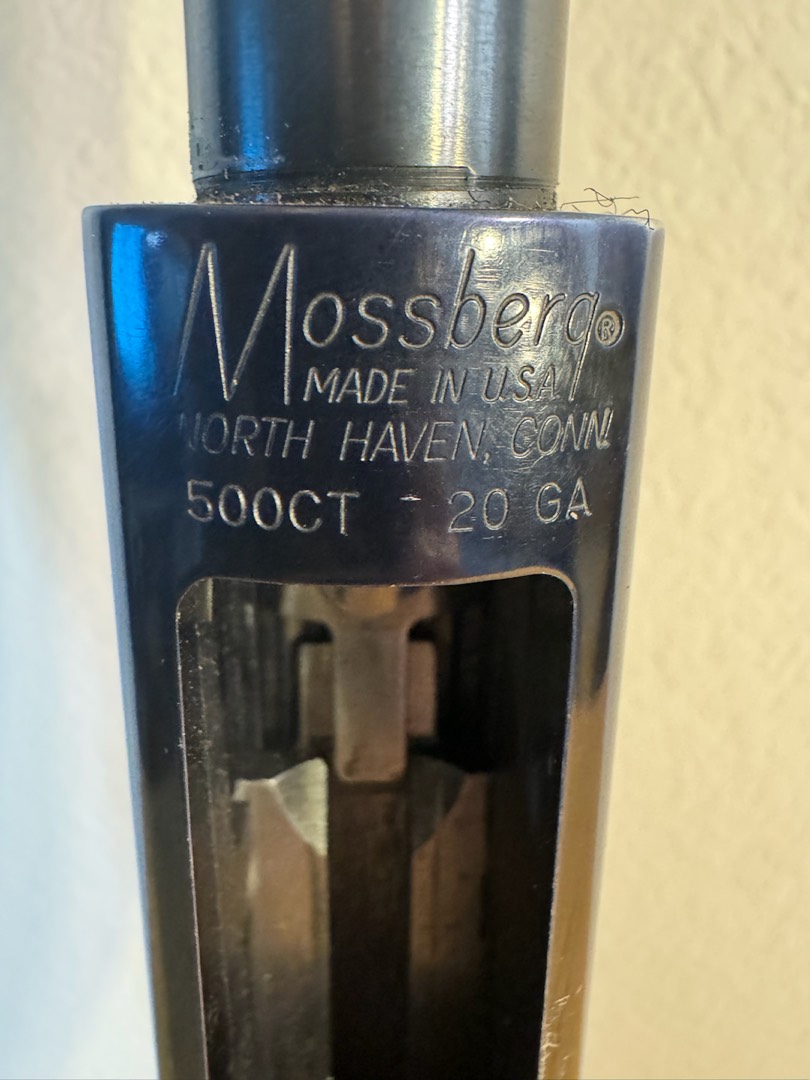 Mossberg®
MADE IN U.S.A.
NORTH HAVEN, CONN.
500CT - 20 GA